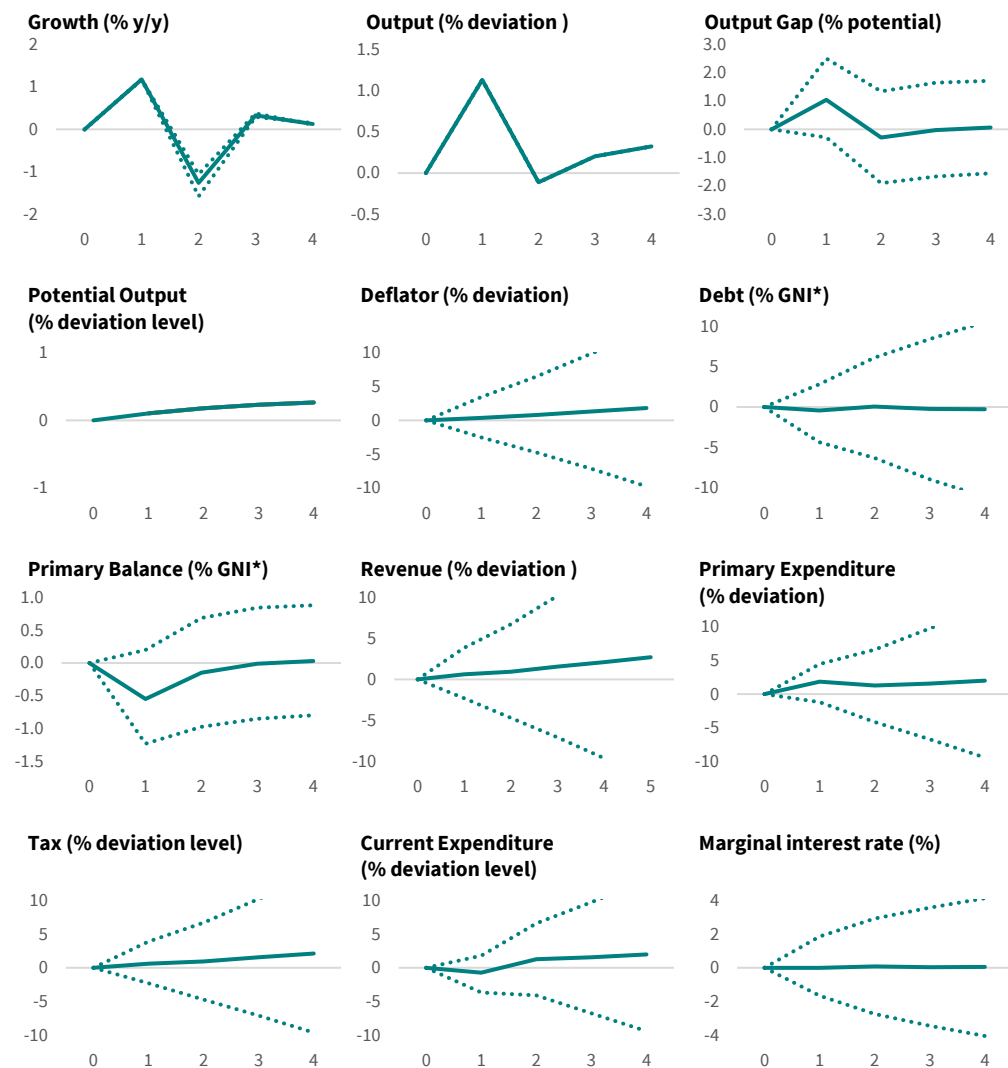 Growth (% y/y)
2
1
0
-1
-2
0 1 2 3 4
Output (% deviation )
1.5
1.0
0.5
0.0
-0.5
0 1 2 3 4
Output Gap (% potential)
3.0
2.0
1.0
0.0
-1.0
-2.0
-3.0
0 1 2 3 4
Potential Output
(% deviation level)
1
0
-1
0 1 2 3 4
Deflator (% deviation)
10
5
0
-5
-10
0 1 2 3 4
Debt (% GNI*)
10
5
0
-5
-10
0 1 2 3 4
Primary Balance (% GNI*)
1.0
0.5
0.0
-0.5
-1.0
-1.5
0 1 2 3 4
Revenue (% deviation )
10
5
0
-5
-10
0 1 2 3 4 5
Primary Expenditure
(% deviation)
10
5
0
-5
-10
0 1 2 3 4
Tax (% deviation level)
10
5
0
-5
-10
0 1 2 3 4
Current Expenditure
(% deviation level)
10
5
0
-5
-10
0 1 2 3 4
Marginal interest rate (%)
4
2
0
-2
-4
0 1 2 3 4